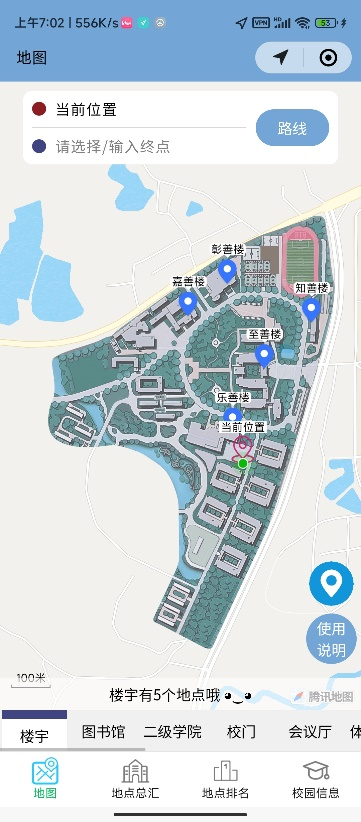 上午7:02 | 556K/s
VPN
HD
53
地图
当前位置
路线
请选择/输入终点
彰善楼
嘉善楼
知善楼
至善楼
乐善楼
当前位置
使用
说明
100米
楼宇有5个地点哦
腾讯地图
楼宇 图书馆 二级学院 校门 会议厅 体
地图 地点总汇 地点排名 校园信息